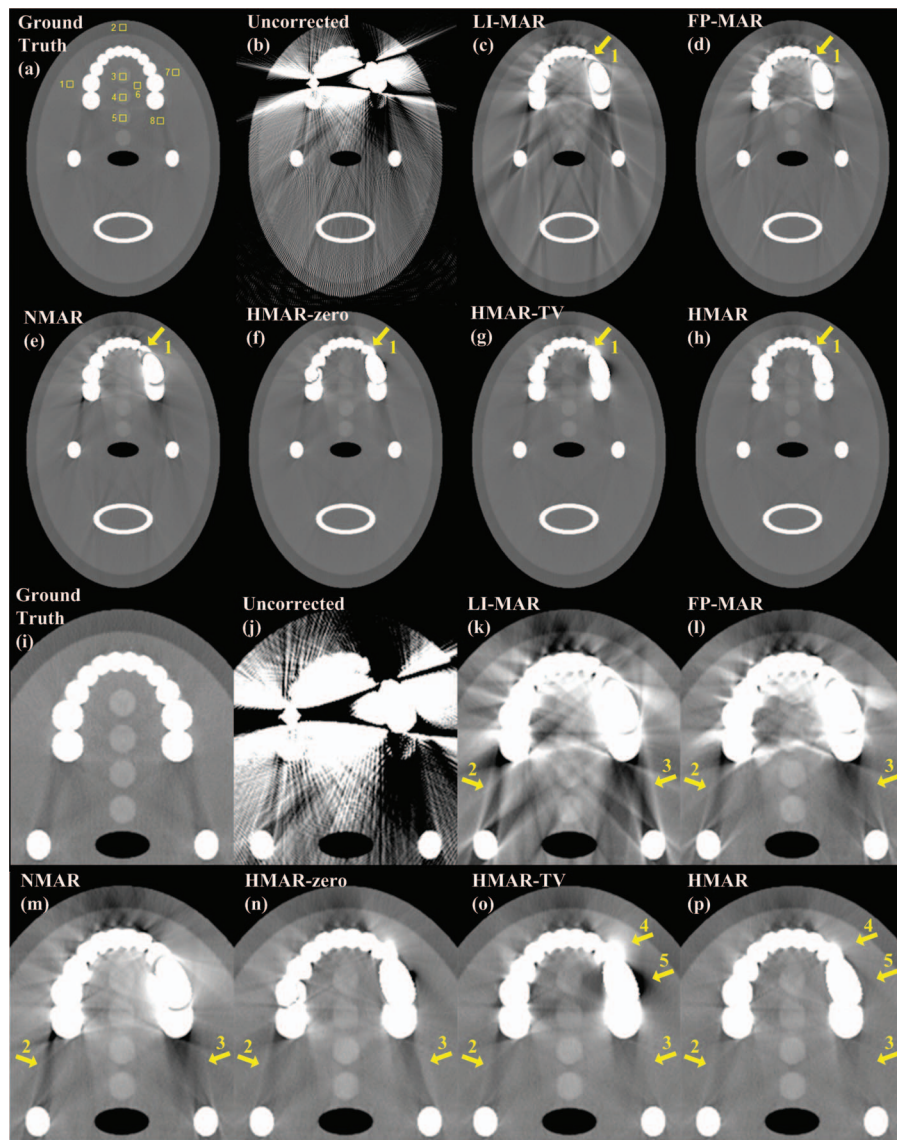 Ground
Truth
(a)
2
1
3
7
6
4
5
8
Uncorrected
(b)
LI-MAR
(c)
1
FP-MAR
(d)
1
NMAR
(e)
1
HMAR-zero
(f)
1
HMAR-TV
(g)
1
HMAR
(h)
1
Ground
Truth
(i)
Uncorrected
(j)
LI-MAR
(k)
2
3
FP-MAR
(l)
2
3
NMAR
(m)
2
3
HMAR-zero
(n)
2
3
HMAR-TV
(o)
4
5
2
3
HMAR
(p)
4
5
2
3